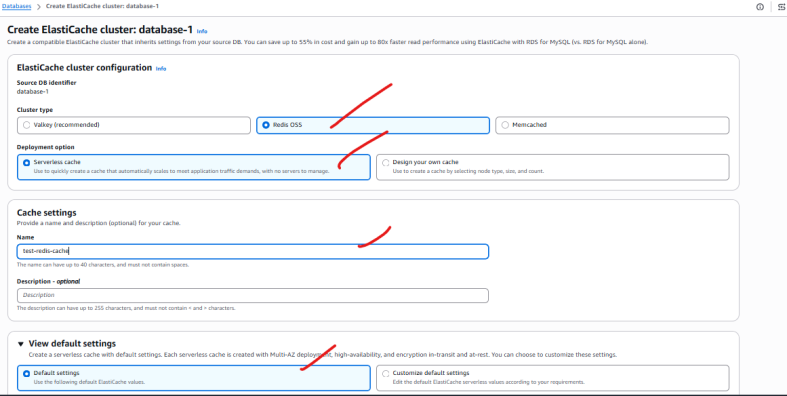 Databases > Create ElastiCache cluster: database-1
Create ElastiCache cluster: database-1 Info
Create a compatible ElastiCache cluster that inherits settings from your source DB. You can save up to 55% in cost and gain up to 80x faster read performance using ElastiCache with RDS for MySQL (vs. RDS for MySQL alone).
ElastiCache cluster configuration Info
Source DB identifier
database-1
Cluster type
Valkey (recommended)
Redis OSS
Memcached
Deployment option
Serverless cache
Use to quickly create a cache that automatically scales to meet application traffic demands, with no servers to manage.
Design your own cache
Use to create a cache by selecting node type, size, and count.
Cache settings
Provide a name and description (optional) for your cache.
Name
test-redis-cache
The name can have up to 40 characters, and must not contain spaces.
Description - optional
Description
The description can have up to 255 characters, and must not contain < and > characters.
View default settings
Create a serverless cache with default settings. Each serverless cache is created with Multi-AZ deployment, high-availability, and encryption in-transit and at-rest. You can choose to customize these settings.
Default settings
Use the following default ElastiCache values.
Customize default settings
Edit the default ElastiCache serverless values according to your requirements.